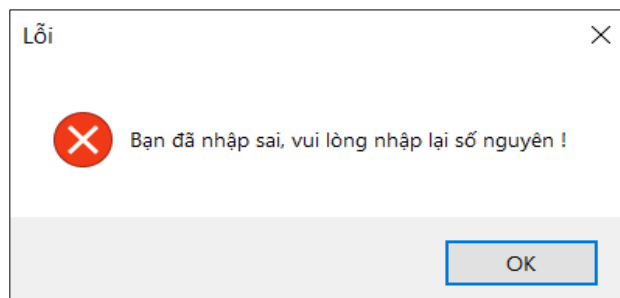 Lỗi
Bạn đã nhập sai, vui lòng nhập lại số nguyên !
OK